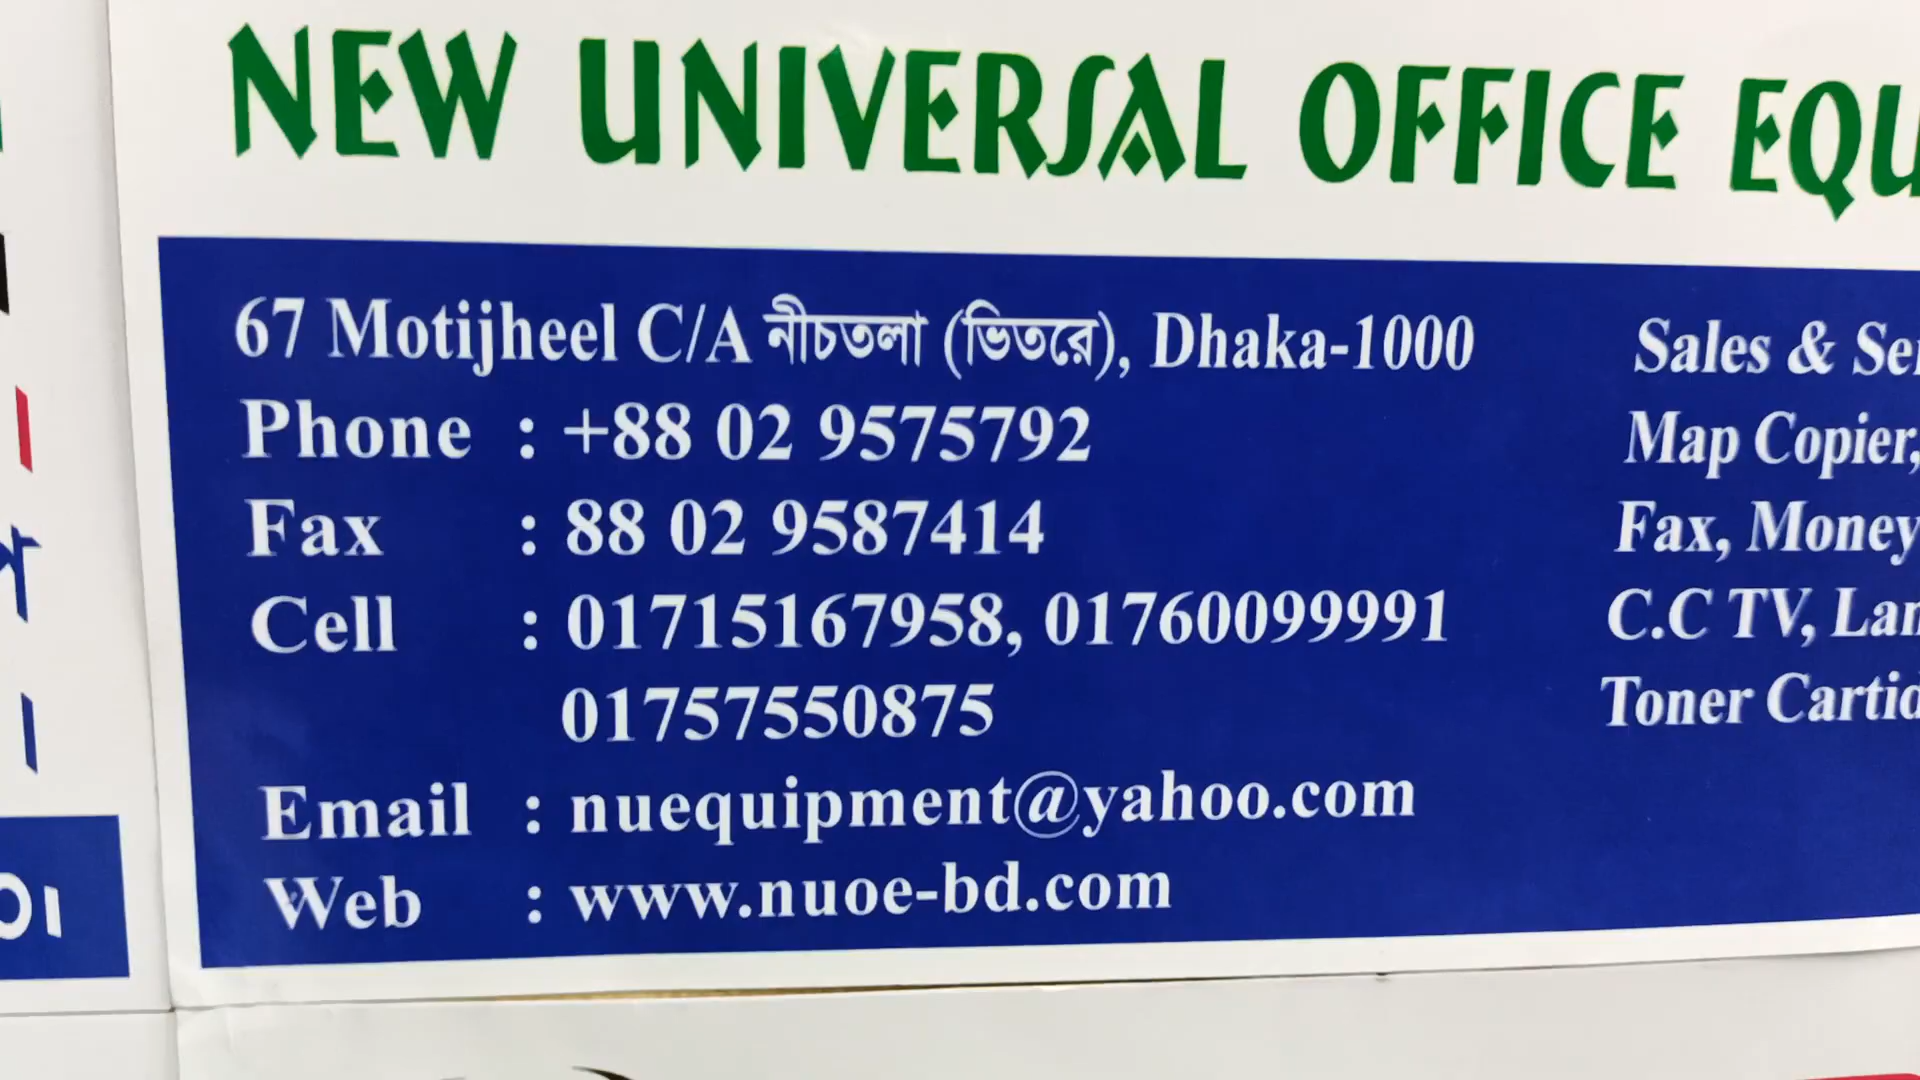 NEW UNIVERSAL OFFICE EQU
67 Motijheel C/A নীচতলা (ভিতরে), Dhaka-1000
Phone : +88 02 9575792
Fax : 88 02 9587414
Cell : 01715167958, 01760099991
01757550875
Email : nuequipment@yahoo.com
Web : www.nuoe-bd.com
Sales & Ser
Map Copier,
Fax, Money
C.C TV, Lan
Toner Cartid